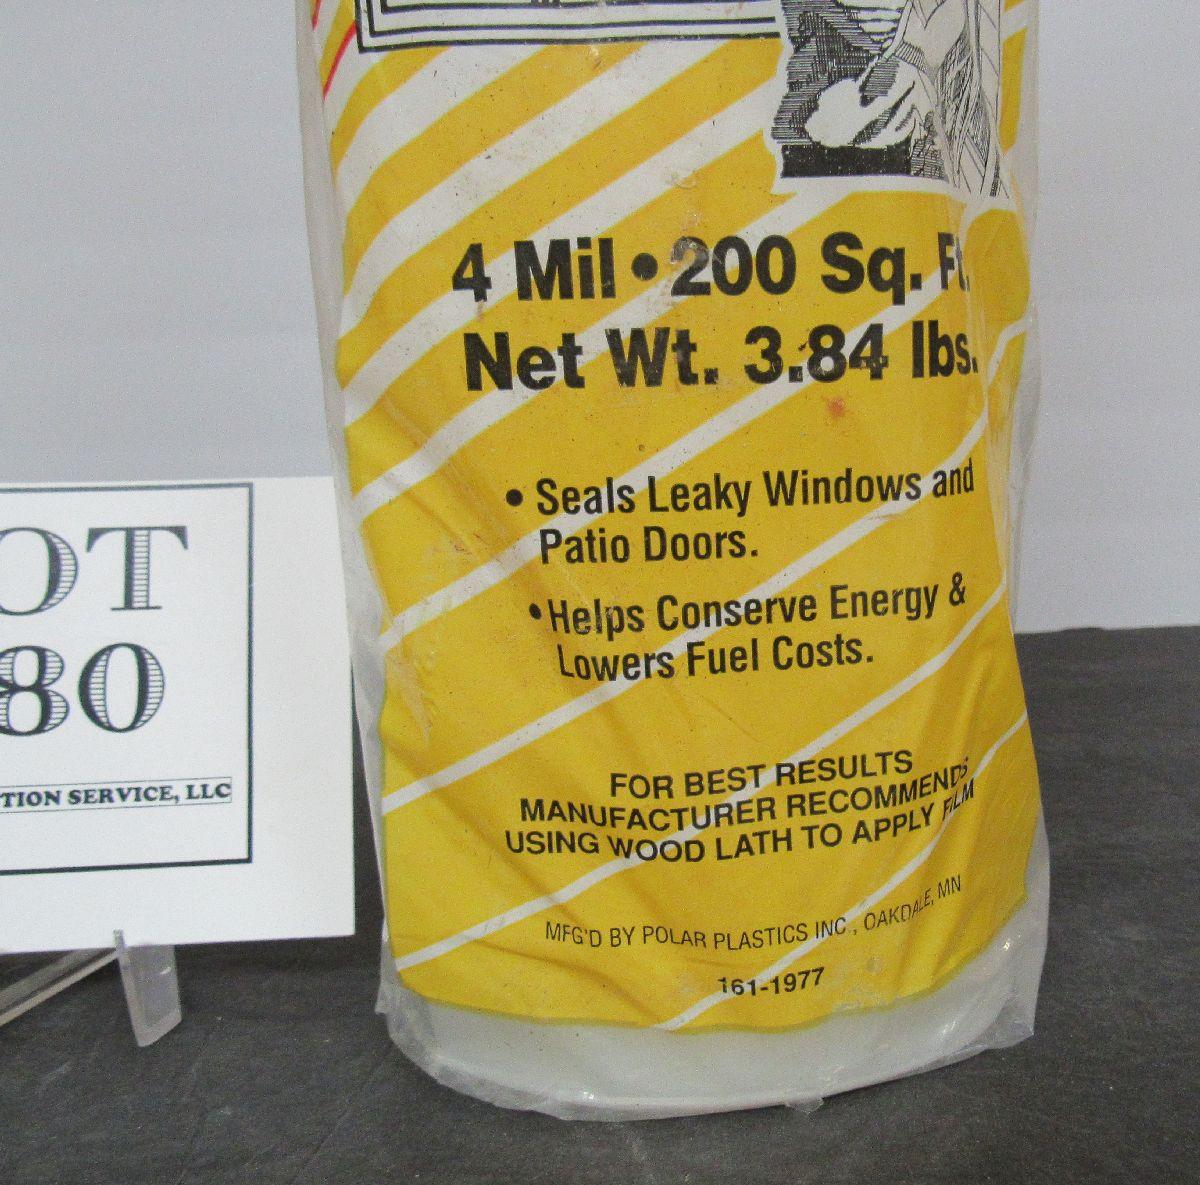 4 Mil • 200 Sq. Ft.
Net Wt. 3.84 lbs.
• Seals Leaky Windows and
Patio Doors.
• Helps Conserve Energy &
Lowers Fuel Costs.
FOR BEST RESULTS
MANUFACTURER RECOMMENDS
USING WOOD LATH TO APPLY FILM
MFG'D BY POLAR PLASTICS INC., OAKDALE, MN
161-1977
OT
80
TION SERVICE, LLC